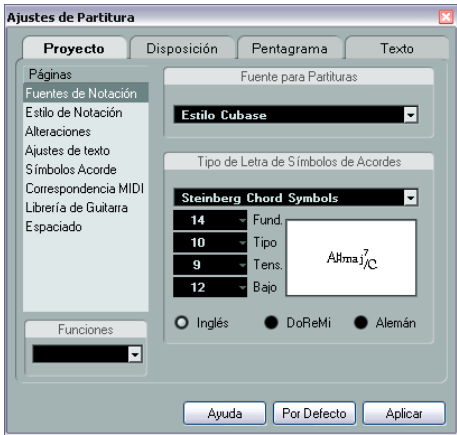 Ajustes de Partitura
Proyecto Disposición Pentagrama Texto
Páginas
Fuentes de Notación
Estilo de Notación
Alteraciones
Ajustes de texto
Símbolos Acorde
Correspondencia MIDI
Librería de Guitarra
Espaciado
Funciones
Fuente para Partituras
Estilo Cubase
Tipo de Letra de Símbolos de Acordes
Steinberg Chord Symbols
14 Fund.
10 Tipo
9 Tens.
12 Bajo
A#maj7/C
Inglés DoReMi Alemán
Ayuda Por Defecto Aplicar